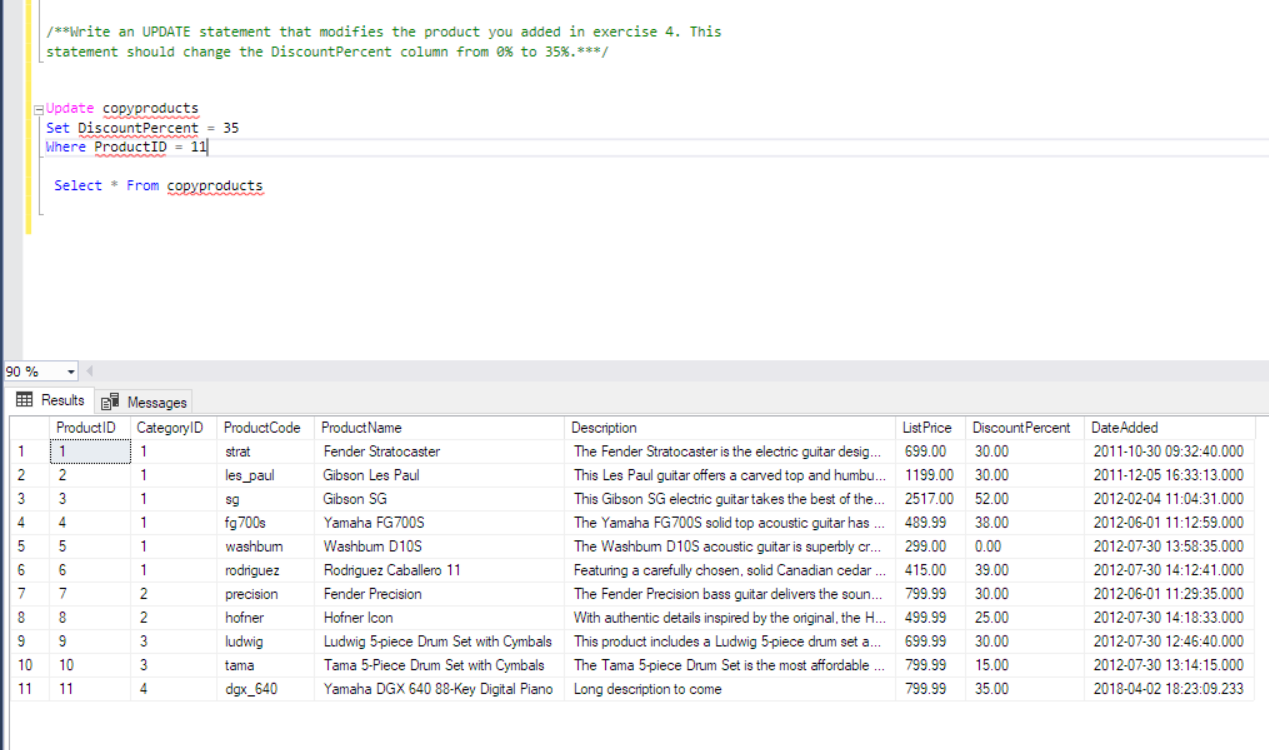 /**Write an UPDATE statement that modifies the product you added in exercise 4. This
statement should change the DiscountPercent column from 0% to 35%.***/
Update copyproducts
Set DiscountPercent = 35
Where ProductID = 11
Select * From copyproducts
90 %
Results Messages
ProductID CategoryID ProductCode ProductName Description ListPrice DiscountPercent DateAdded
1 1 1 strat Fender Stratocaster The Fender Stratocaster is the electric guitar desig... 699.00 30.00 2011-10-30 09:32:40.000
2 2 1 les_paul Gibson Les Paul This Les Paul guitar offers a carved top and humbu... 1199.00 30.00 2011-12-05 16:33:13.000
3 3 1 sg Gibson SG This Gibson SG electric guitar takes the best of the... 2517.00 52.00 2012-02-04 11:04:31.000
4 4 1 fg700s Yamaha FG700S The Yamaha FG700S solid top acoustic guitar has ... 489.99 38.00 2012-06-01 11:12:59.000
5 5 1 washburn Washburn D10S The Washburn D10S acoustic guitar is superbly cr... 299.00 0.00 2012-07-30 13:58:35.000
6 6 1 rodriguez Rodriguez Caballero 11 Featuring a carefully chosen, solid Canadian cedar ... 415.00 39.00 2012-07-30 14:12:41.000
7 7 2 precision Fender Precision The Fender Precision bass guitar delivers the soun... 799.99 30.00 2012-06-01 11:29:35.000
8 8 2 hofner Hofner Icon With authentic details inspired by the original, the H... 499.99 25.00 2012-07-30 14:18:33.000
9 9 3 ludwig Ludwig 5-piece Drum Set with Cymbals This product includes a Ludwig 5-piece drum set a... 699.99 30.00 2012-07-30 12:46:40.000
10 10 3 tama Tama 5-Piece Drum Set with Cymbals The Tama 5-piece Drum Set is the most affordable ... 799.99 15.00 2012-07-30 13:14:15.000
11 11 4 dgx_640 Yamaha DGX 640 88-Key Digital Piano Long description to come 799.99 35.00 2018-04-02 18:23:09.233